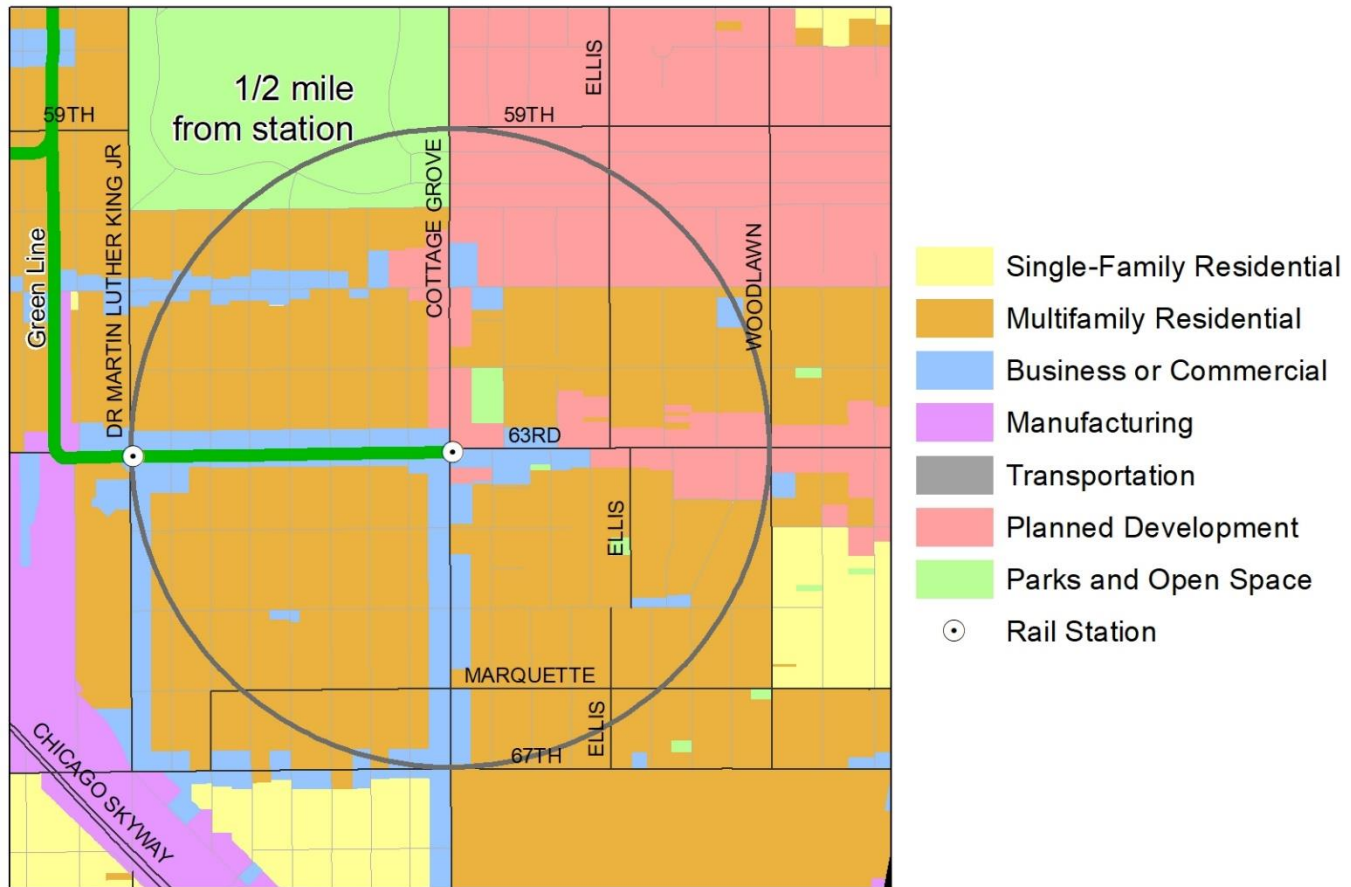 1/2 mile
from station
59TH
59TH
ELLIS
DR MARTIN LUTHER KING JR
COTTAGE GROVE
WOODLAWN
Green Line
63RD
ELLIS
MARQUETTE
ELLIS
67TH
CHICAGO SKYWAY
Single-Family Residential
Multifamily Residential
Business or Commercial
Manufacturing
Transportation
Planned Development
Parks and Open Space
Rail Station